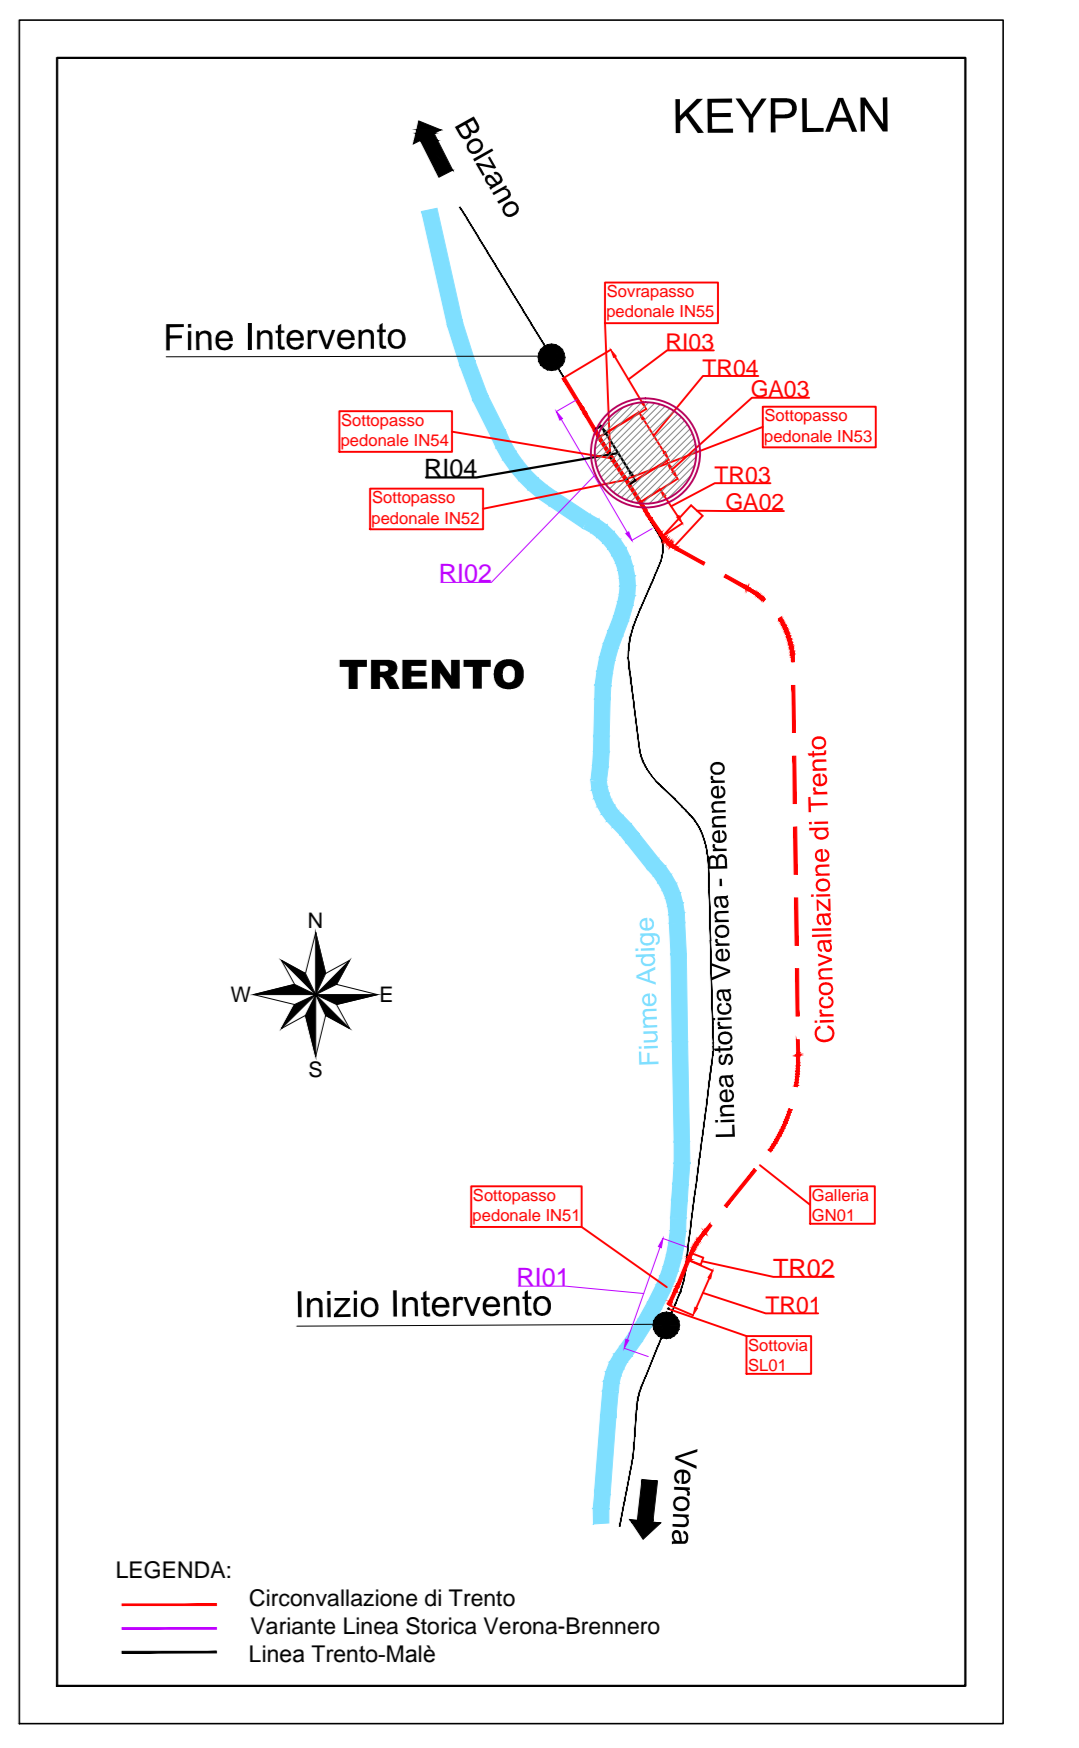 KEYPLAN
Bolzano
Sovrapasso
pedonale IN55
Fine Intervento
RI03
TR04
GA03
Sottopasso
pedonale IN54
Sottopasso
pedonale IN53
RI04
TR03
Sottopasso
pedonale IN52
GA02
RI02
TRENTO
Circonvallazione di Trento
Linea storica Verona - Brennero
Fiume Adige
N
W
E
S
Sottopasso
pedonale IN51
Galleria
GN01
RI01
TR02
Inizio Intervento
TR01
Sottovia
SL01
Verona
LEGENDA:
Circonvallazione di Trento
Variante Linea Storica Verona-Brennero
Linea Trento-Malè